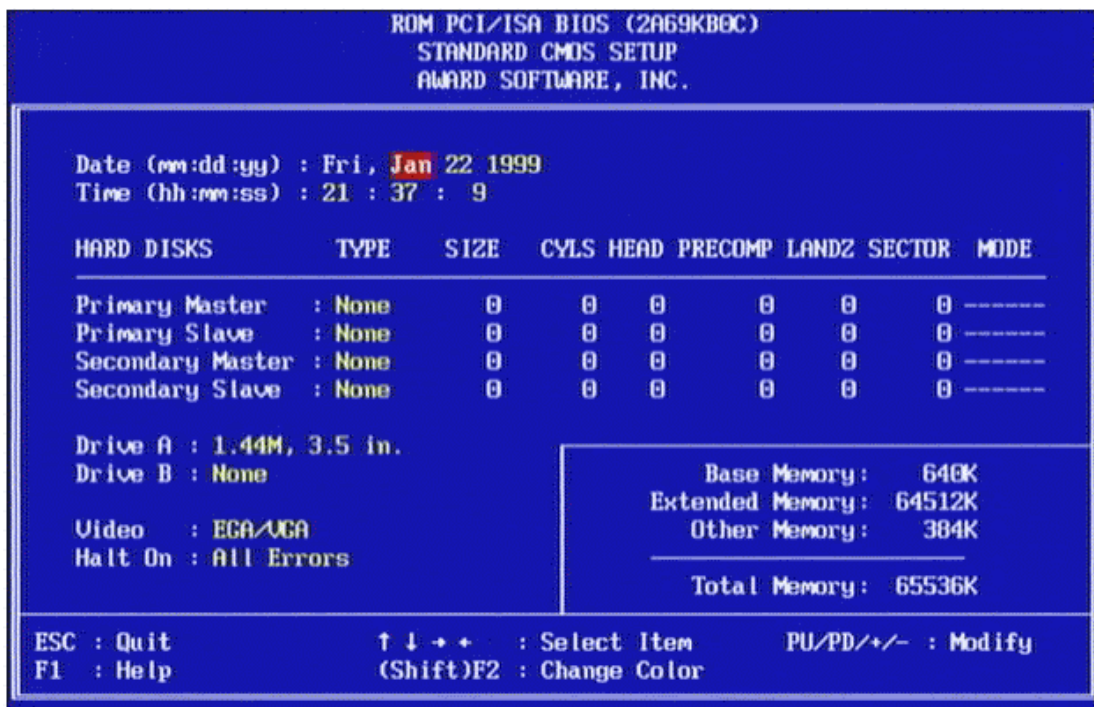 ROM PCI/ISA BIOS (2A69KB0C)
STANDARD CMOS SETUP
AWARD SOFTWARE, INC.
Date (mm:dd:yy) : Fri, Jan 22 1999
Time (hh:mm:ss) : 21 : 37 : 9
HARD DISKS TYPE SIZE CYLS HEAD PRECOMP LANDZ SECTOR MODE
Primary Master : None 0 0 0 0 0 0 ------
Primary Slave : None 0 0 0 0 0 0 ------
Secondary Master : None 0 0 0 0 0 0 ------
Secondary Slave : None 0 0 0 0 0 0 ------
Drive A : 1.44M, 3.5 in.
Drive B : None
Video : EGA/VGA
Halt On : All Errors
Base Memory: 640K
Extended Memory: 64512K
Other Memory: 384K
Total Memory: 65536K
ESC : Quit ↑ ↓ → ← : Select Item PU/PD/+/- : Modify
F1 : Help (Shift)F2 : Change Color